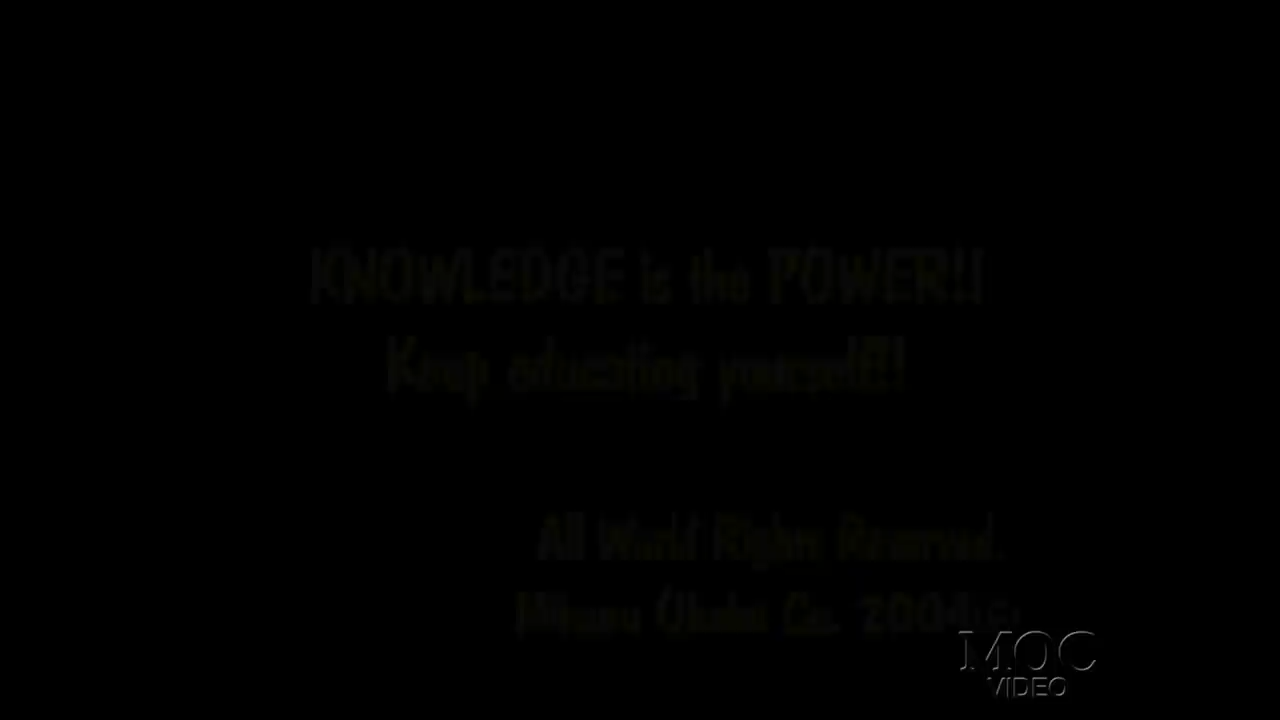 KNOWLEDGE is the POWER!!
Keep educating yourself!!
All World Rights Reserved.
Co. 2004(c)
MOC
VIDEO